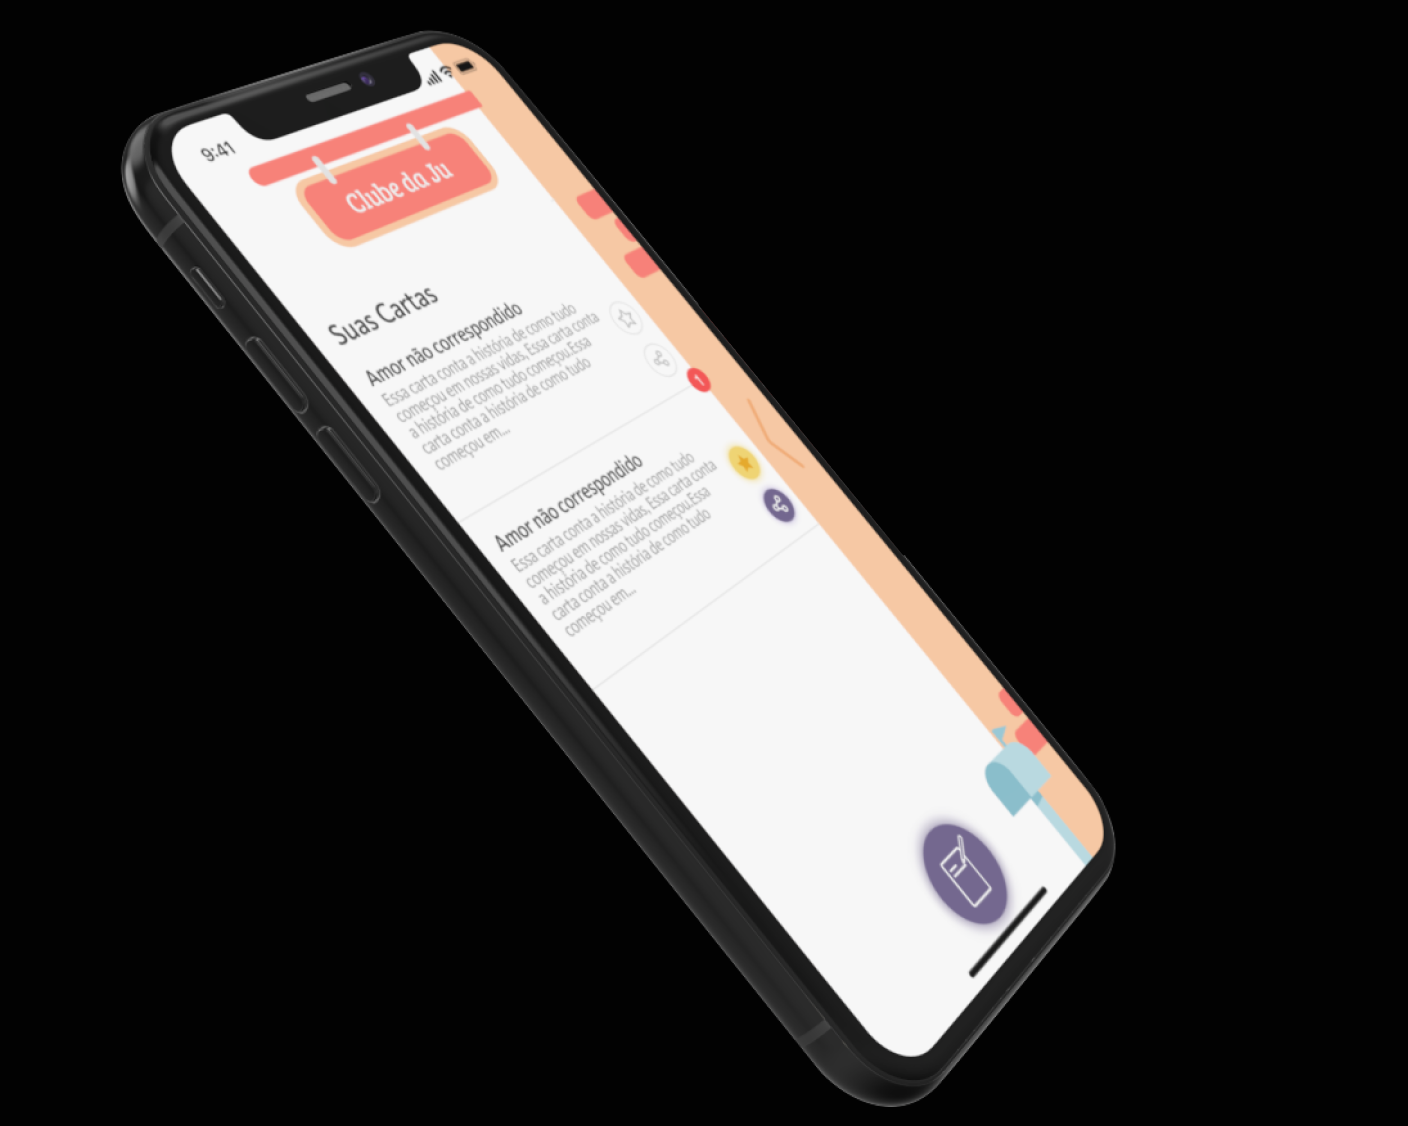 9:41
Clube da Ju
Suas Cartas
Amor não correspondido
Essa carta conta a história de como tudo
começou em nossas vidas, Essa carta conta
a história de como tudo começou.Essa
carta conta a história de como tudo
começou em...
1
Amor não correspondido
Essa carta conta a história de como tudo
começou em nossas vidas, Essa carta conta
a história de como tudo começou.Essa
carta conta a história de como tudo
começou em...